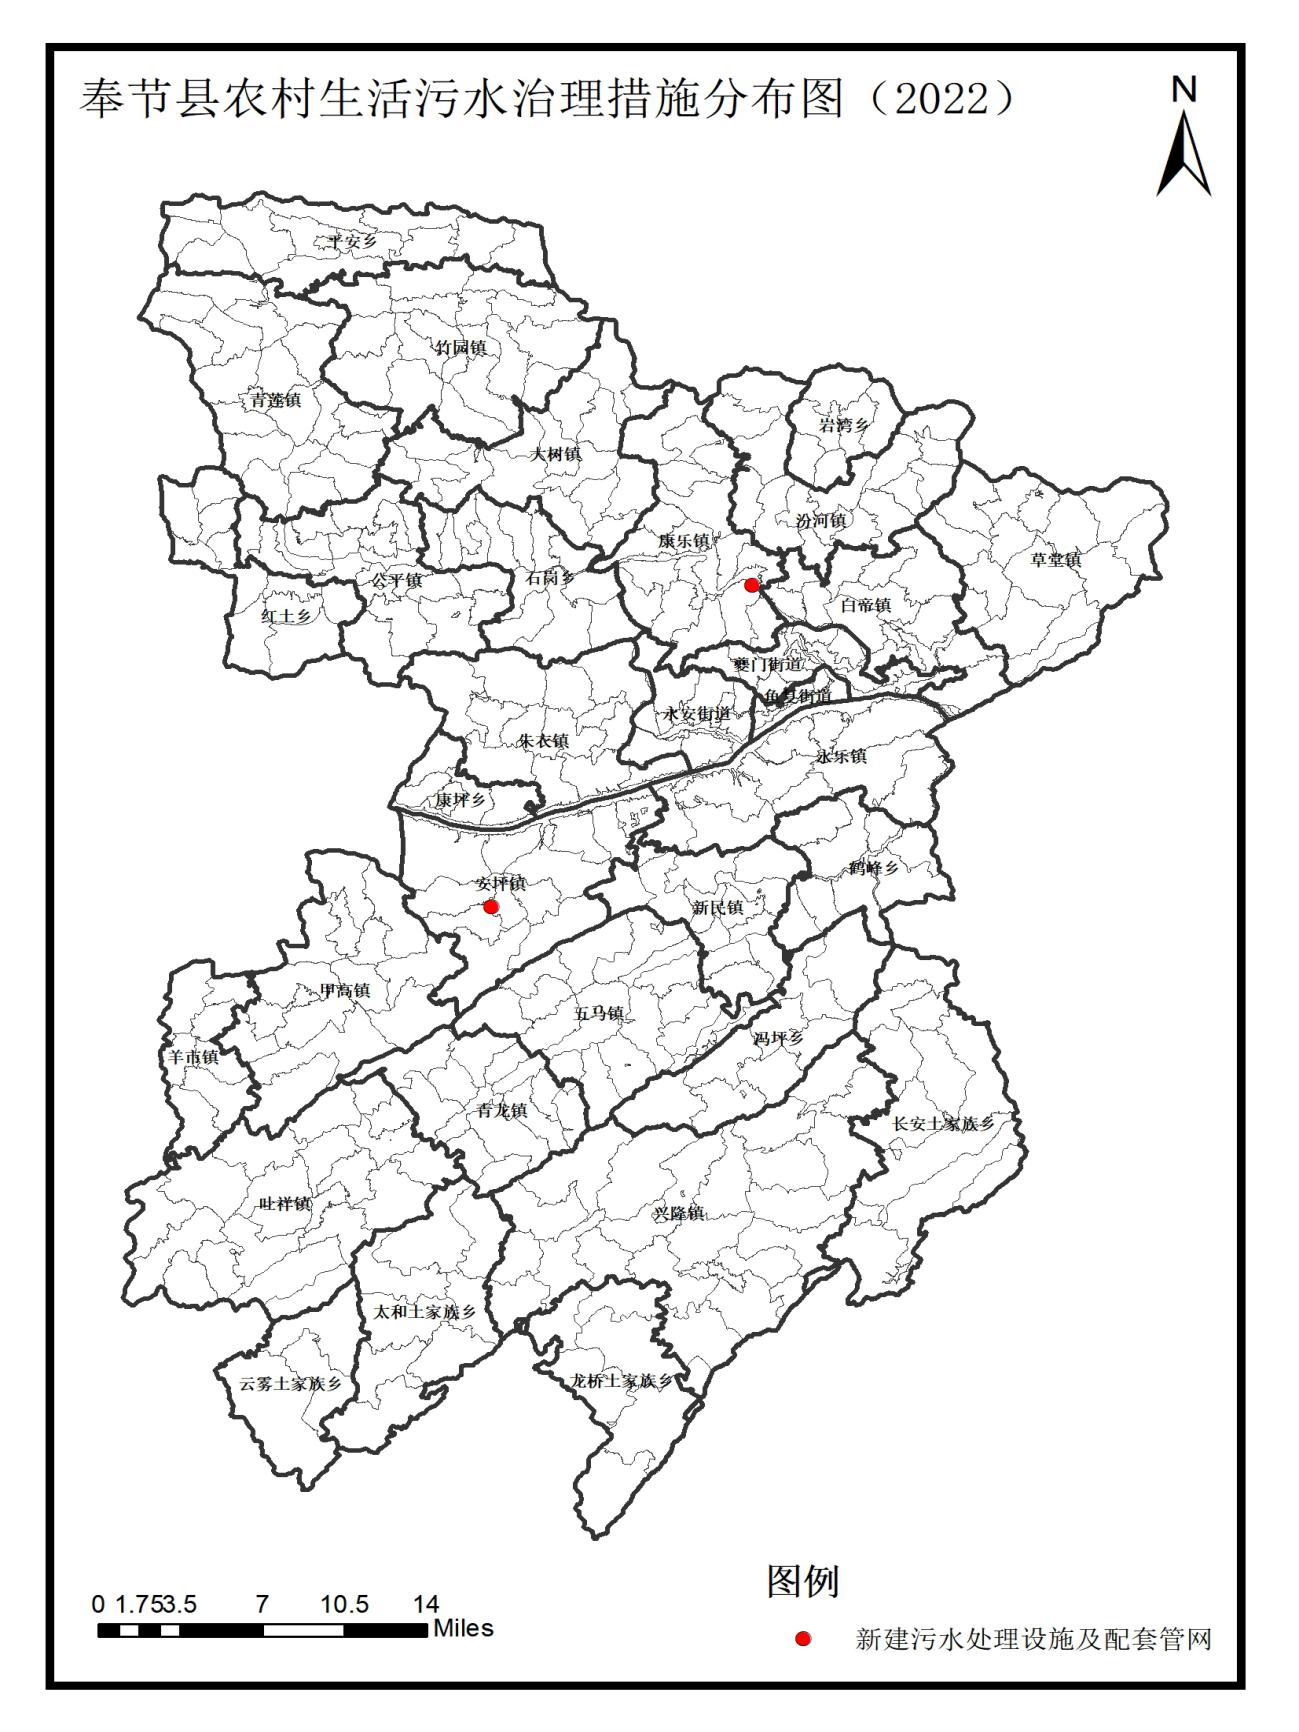 奉节县农村生活污水治理措施分布图（2022）
N
平安乡
竹园镇
青莲镇
岩湾乡
大树镇
汾河镇
康乐镇
草堂镇
石岗乡
公平镇
白帝镇
红土乡
夔门街道
鱼复街道
永安街道
朱衣镇
永乐镇
康坪乡
鹤峰乡
安坪镇
新民镇
甲高镇
五马镇
冯坪乡
羊市镇
青龙镇
长安土家族乡
吐祥镇
兴隆镇
太和土家族乡
龙桥土家族乡
云雾土家族乡
图例
0 1.75 3.5 7 10.5 14
Miles
新建污水处理设施及配套管网